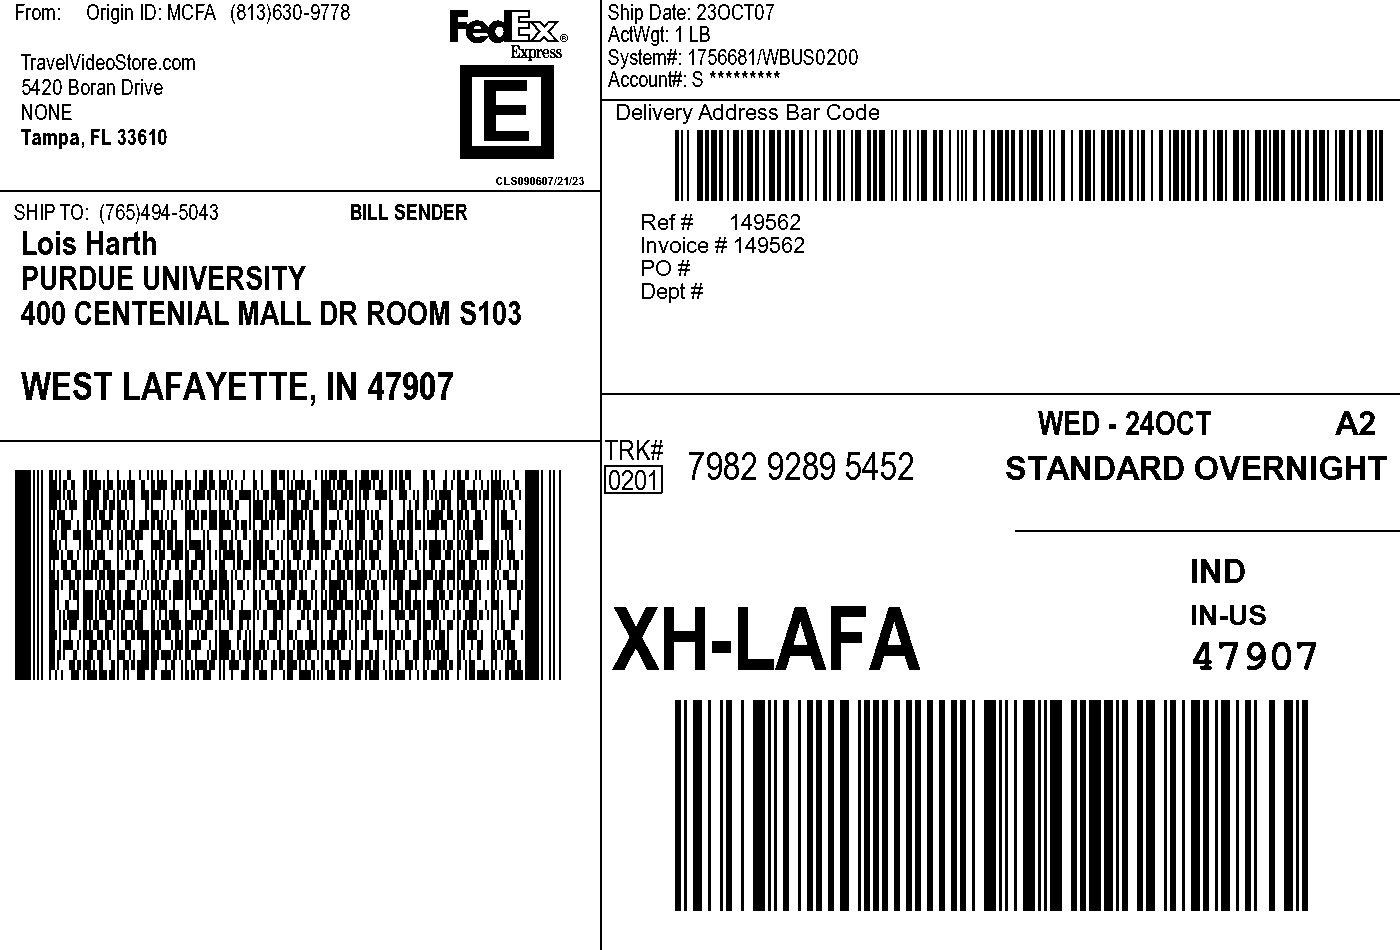 From: Origin ID: MCFA (813)630-9778
TravelVideoStore.com
5420 Boran Drive
NONE
Tampa, FL 33610
FedEx®
Express
E
CLS090607/21/23
Ship Date: 23OCT07
ActWgt: 1 LB
System#: 1756681/WBUS0200
Account#: S *********
Delivery Address Bar Code
Ref # 149562
Invoice # 149562
PO #
Dept #
SHIP TO: (765)494-5043 BILL SENDER
Lois Harth
PURDUE UNIVERSITY
400 CENTENIAL MALL DR ROOM S103
WEST LAFAYETTE, IN 47907
WED - 24OCT A2
TRK# 7982 9289 5452 STANDARD OVERNIGHT
0201
IND
XH-LAFA IN-US
47907